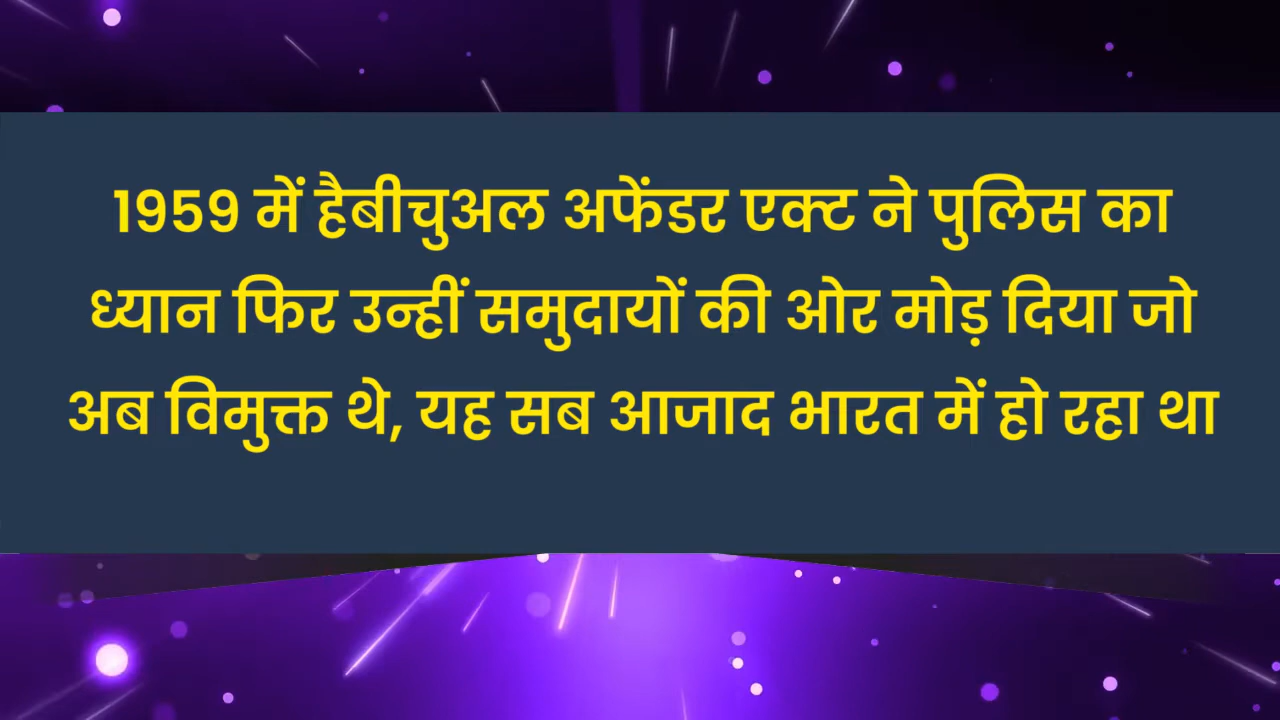 1959 में हैबीचुअल अफेंडर एक्ट ने पुलिस का
ध्यान फिर उन्हीं समुदायों की ओर मोड़ दिया जो
अब विमुक्त थे, यह सब आजाद भारत में हो रहा था